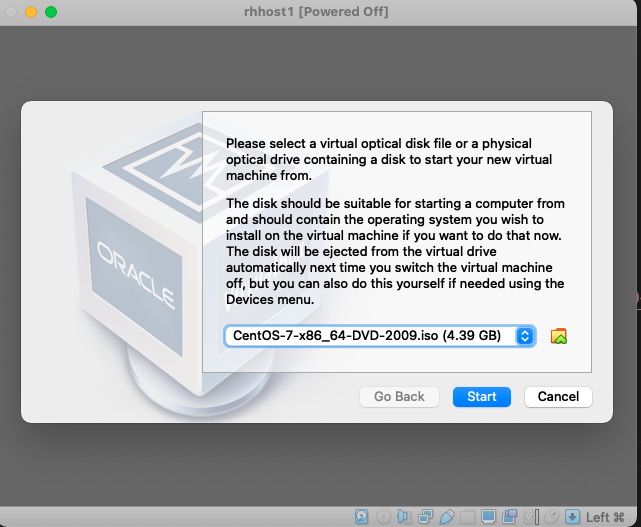 rhhost1 [Powered Off]
Please select a virtual optical disk file or a physical
optical drive containing a disk to start your new virtual
machine from.
The disk should be suitable for starting a computer from
and should contain the operating system you wish to
install on the virtual machine if you want to do that now.
The disk will be ejected from the virtual drive
automatically next time you switch the virtual machine
off, but you can also do this yourself if needed using the
Devices menu.
ORACLE
CentOS-7-x86_64-DVD-2009.iso (4.39 GB)
Go Back
Start
Cancel
Left ⌘